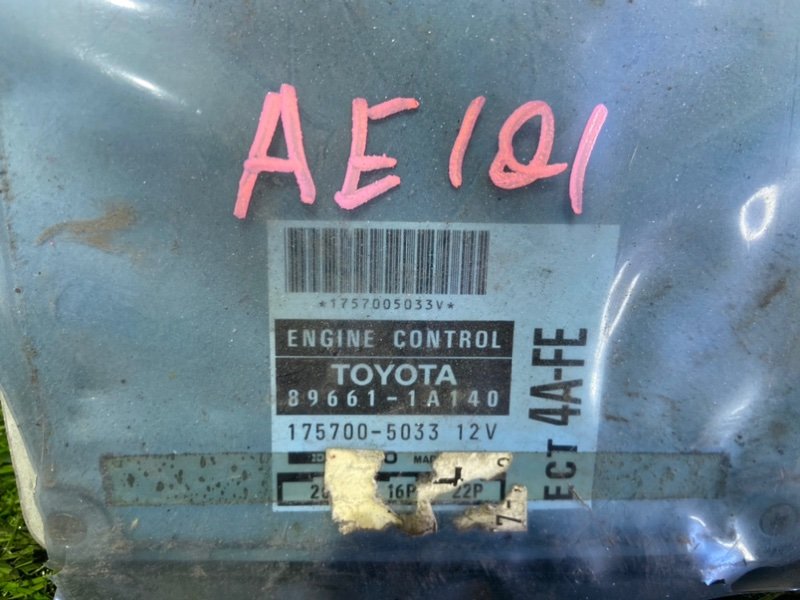 AE101
*1757005033V*
ENGINE CONTROL
TOYOTA
89661-1A140
175700-5033 12V
16P 22P
ECT 4A-FE